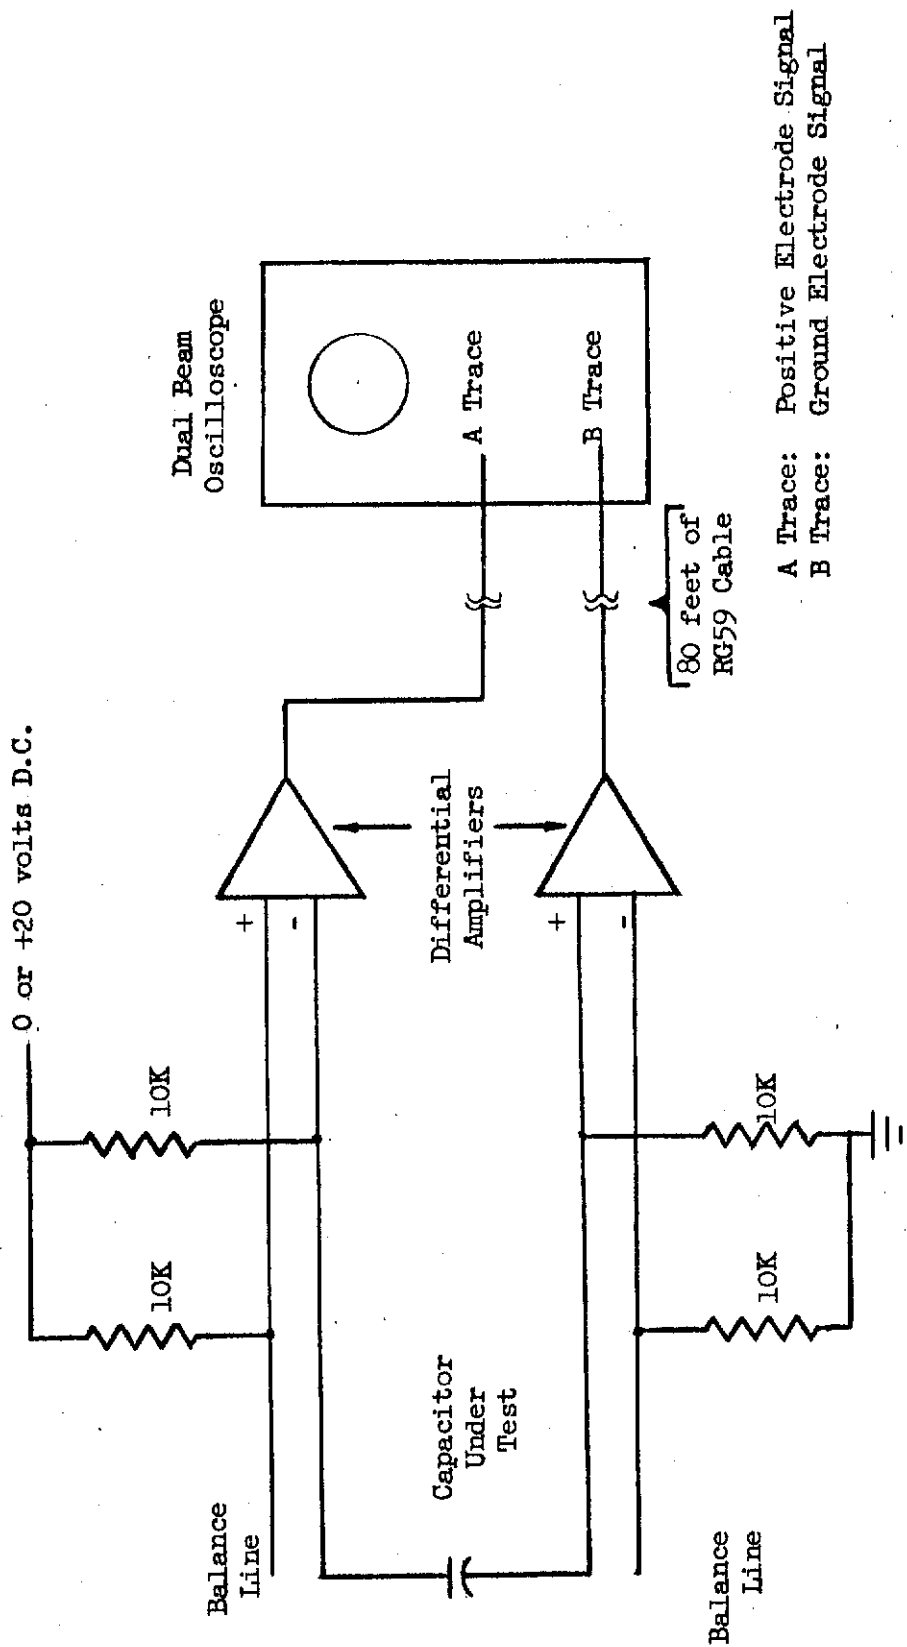 0 or +20 volts D.C.
10K
10K
Balance
Line
+
-
Differential
Amplifiers
Capacitor
Under
Test
+
-
10K
10K
Balance
Line
Dual Beam
Oscilloscope
A Trace
B Trace
80 feet of
RG59 Cable
A Trace: Positive Electrode Signal
B Trace: Ground Electrode Signal